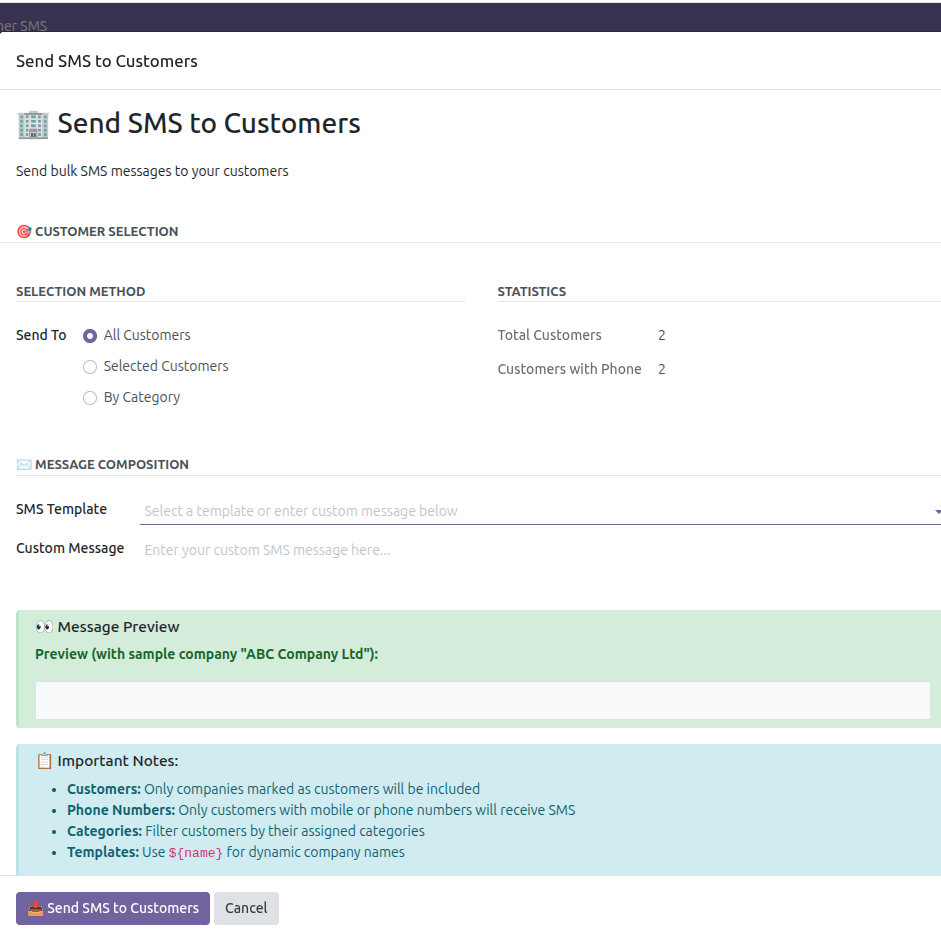 ner SMS
Send SMS to Customers
🏢 Send SMS to Customers
Send bulk SMS messages to your customers
🎯 CUSTOMER SELECTION
SELECTION METHOD
Send To
All Customers
Selected Customers
By Category
STATISTICS
Total Customers 2
Customers with Phone 2
✉️ MESSAGE COMPOSITION
SMS Template Select a template or enter custom message below
Custom Message Enter your custom SMS message here...
👀 Message Preview
Preview (with sample company "ABC Company Ltd"):
📋 Important Notes:
• Customers: Only companies marked as customers will be included
• Phone Numbers: Only customers with mobile or phone numbers will receive SMS
• Categories: Filter customers by their assigned categories
• Templates: Use ${name} for dynamic company names
📤 Send SMS to Customers Cancel